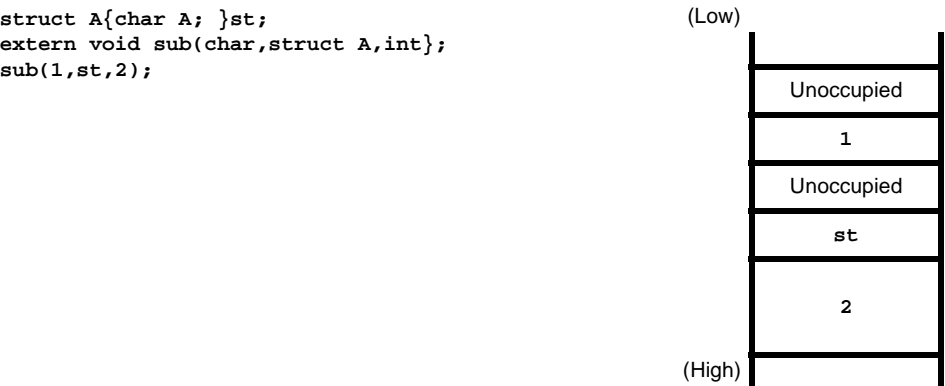 struct A{char A; }st;
extern void sub(char,struct A,int};
sub(1,st,2);
(Low)
Unoccupied
1
Unoccupied
st
2
(High)